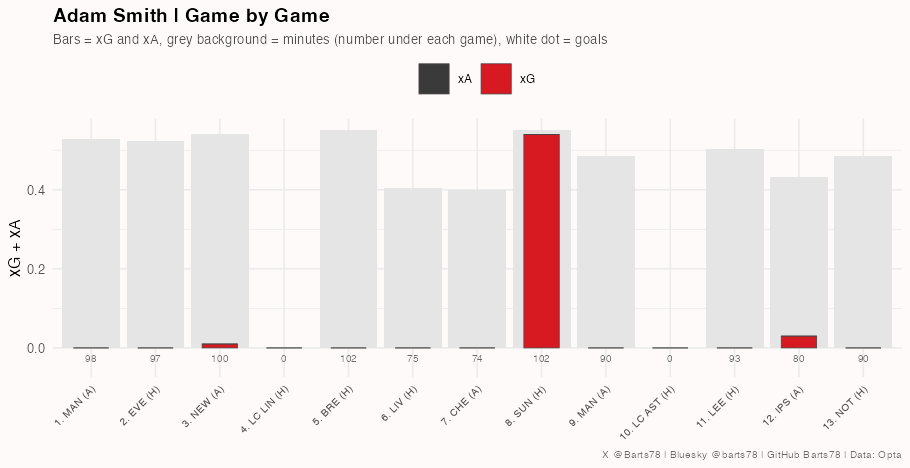 Adam Smith | Game by Game
Bars = xG and xA, grey background = minutes (number under each game), white dot = goals
xA xG
xG + xA
0.4
0.2
0.0
98 97 100 0 102 75 74 102 90 0 93 80 90
1. MAN (A) 2. EVE (H) 3. NEW (A) 4. LC LIN (H) 5. BRE (H) 6. LIV (H) 7. CHE (A) 8. SUN (H) 9. MAN (A) 10. LC AST (H) 11. LEE (H) 12. IPS (A) 13. NOT (H)
X @Barts78 | Bluesky @barts78 | GitHub Barts78 | Data: Opta